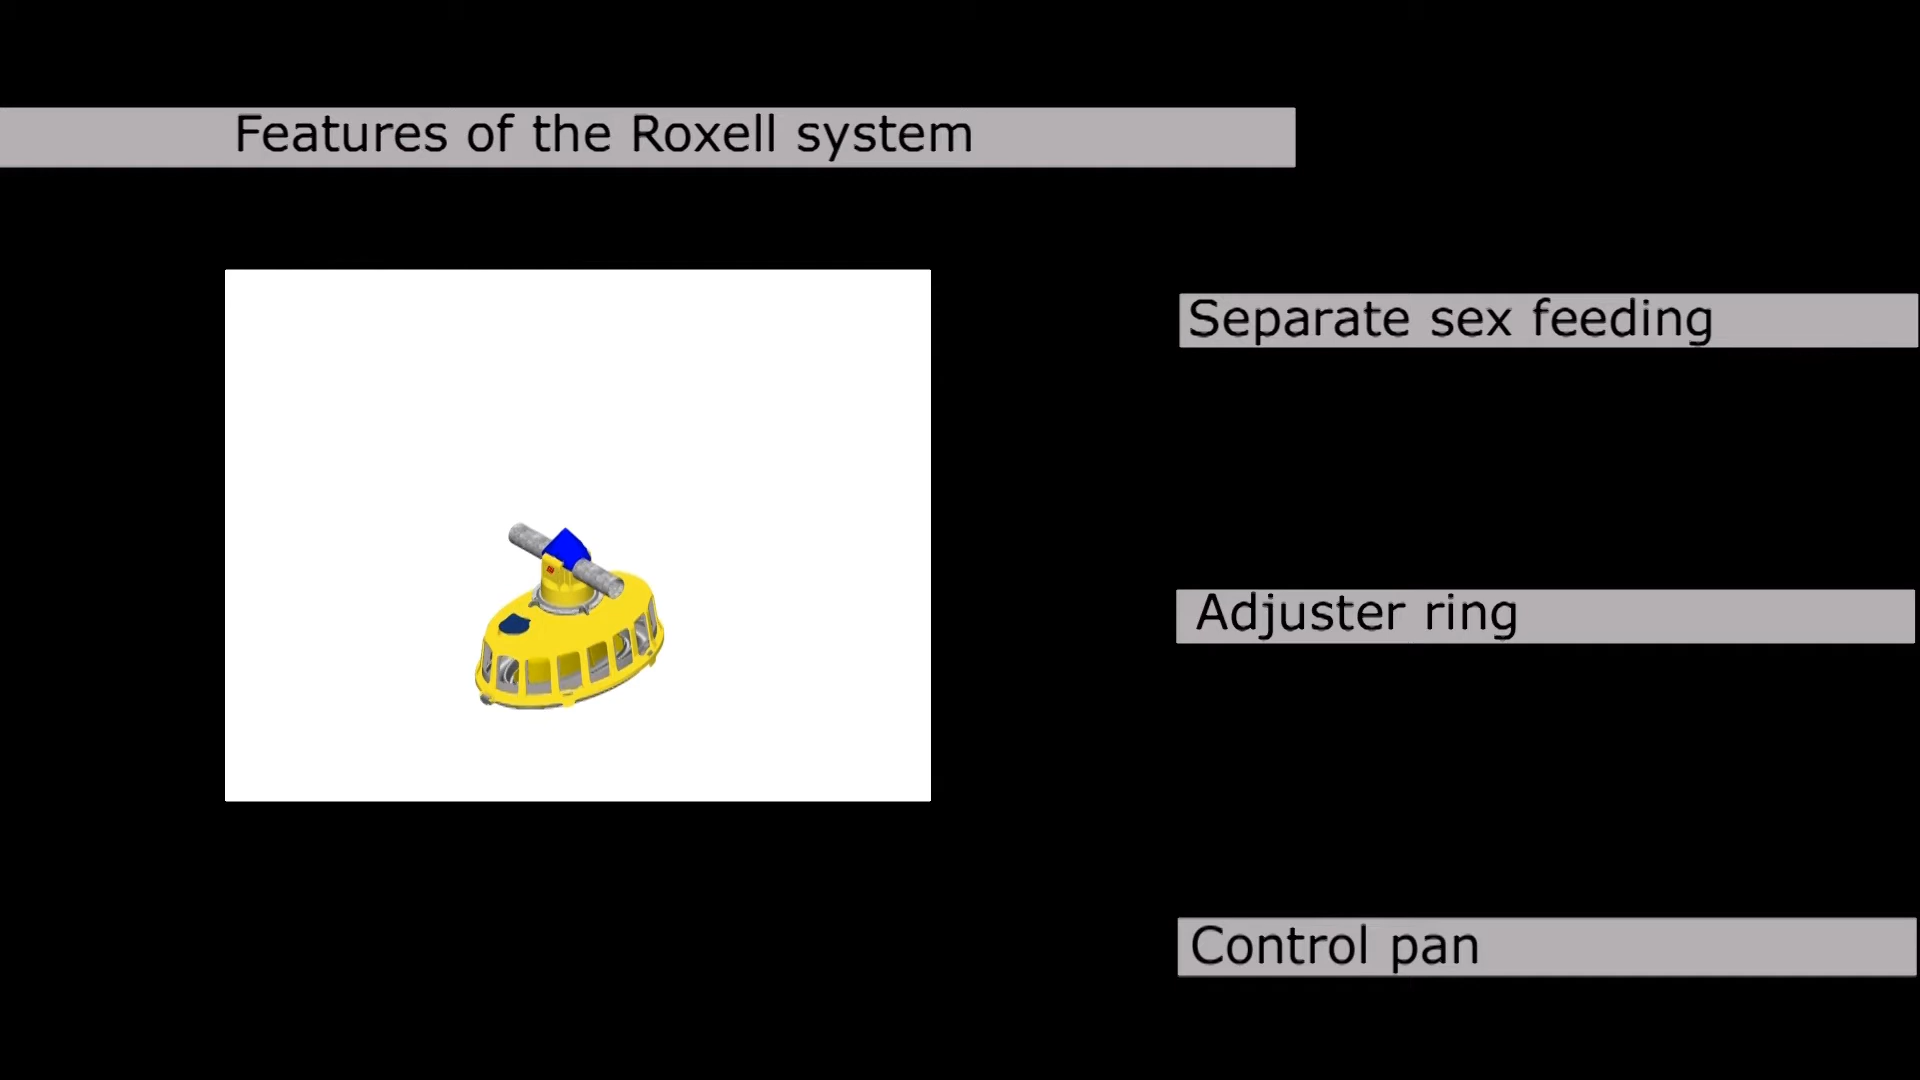 Features of the Roxell system
Separate sex feeding
Adjuster ring
Control pan